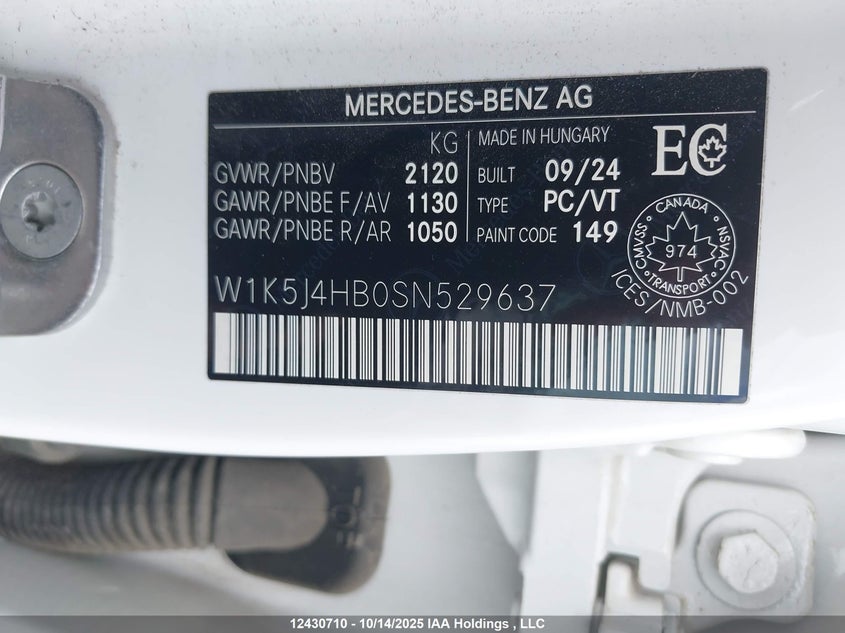 MERCEDES-BENZ AG
KG
GVWR/PNBV 2120
GAWR/PNBE F/AV 1130
GAWR/PNBE R/AR 1050
MADE IN HUNGARY
BUILT 09/24
TYPE PC/VT
PAINT CODE 149
EC
CANADA
CMVSS NSVAC
974
TRANSPORT
ICES/NMB-002
W1K5J4HB0SN529637
12430710 - 10/14/2025 IAA Holdings , LLC